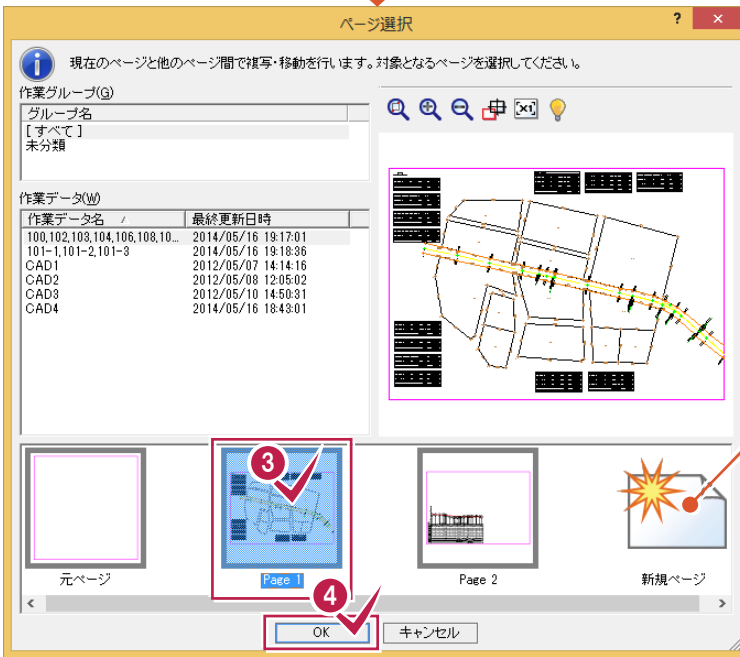 ページ選択
? ×
現在のページと他のページ間で複写・移動を行います。対象となるページを選択してください。
作業グループ(G)
グループ名
[すべて]
未分類
作業データ(W)
作業データ名 最終更新日時
100,102,103,104,106,108,10... 2014/05/16 19:17:01
101-1,101-2,101-3 2014/05/16 19:18:36
CAD1 2012/05/07 14:14:16
CAD2 2012/05/08 12:05:02
CAD3 2012/05/10 14:50:31
CAD4 2014/05/16 18:43:01
×1
3
元ページ
Page 1
Page 2
新規ページ
4
OK
キャンセル